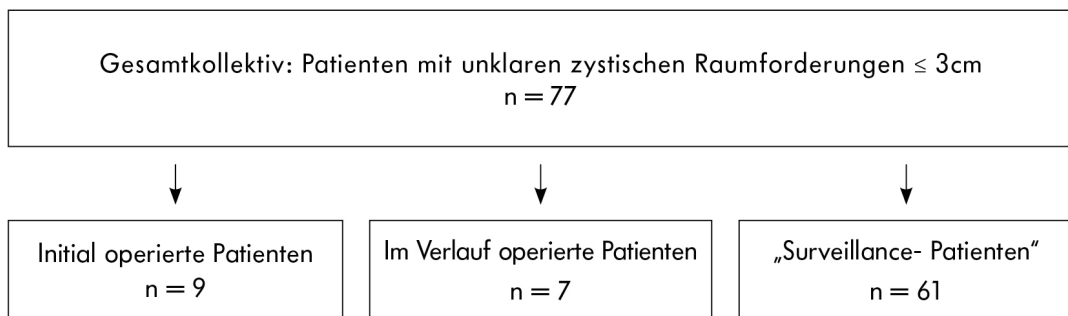 Gesamtkollektiv: Patienten mit unklaren zystischen Raumforderungen ≤ 3cm
n = 77
Initial operierte Patienten
n = 9
Im Verlauf operierte Patienten
n = 7
„Surveillance- Patienten“
n = 61